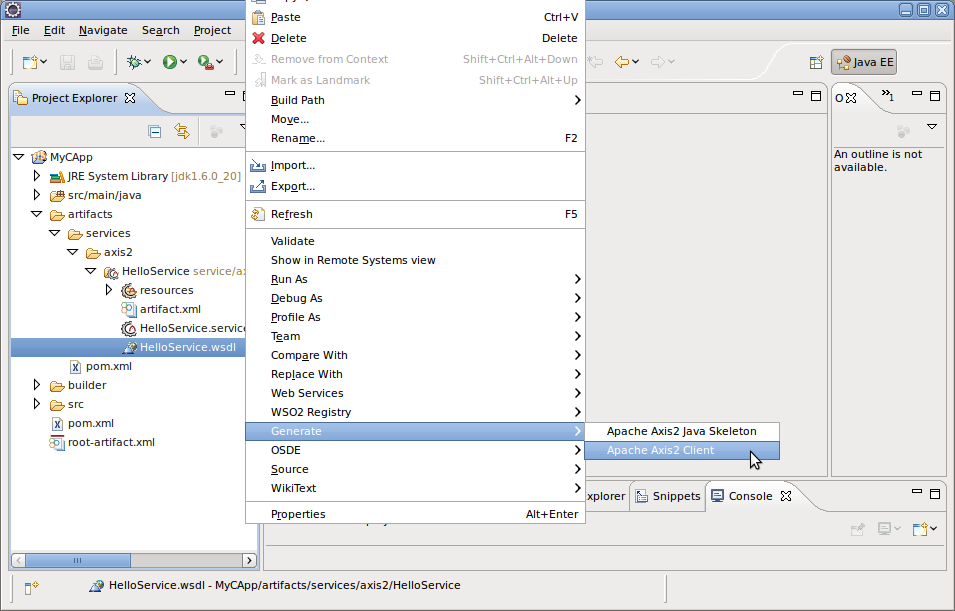 Paste Ctrl+V
File Edit Navigate Search Project
Delete Delete
Remove from Context Shift+Ctrl+Alt+Down
Java EE
Mark as Landmark Shift+Ctrl+Alt+Up
Project Explorer
Build Path
Move...
Rename... F2
Import...
Export...
Refresh F5
Validate
Show in Remote Systems view
Run As
Debug As
Profile As
Team
Compare With
Replace With
Web Services
WSO2 Registry
Generate
OSDE
Source
WikiText
Properties Alt+Enter
Apache Axis2 Java Skeleton
Apache Axis2 Client
MyCApp
JRE System Library [jdk1.6.0_20]
src/main/java
artifacts
services
axis2
HelloService service/a
resources
artifact.xml
HelloService.service
HelloService.wsdl
pom.xml
builder
src
pom.xml
root-artifact.xml
O
1
An outline is not
available.
xplorer Snippets Console
HelloService.wsdl - MyCApp/artifacts/services/axis2/HelloService